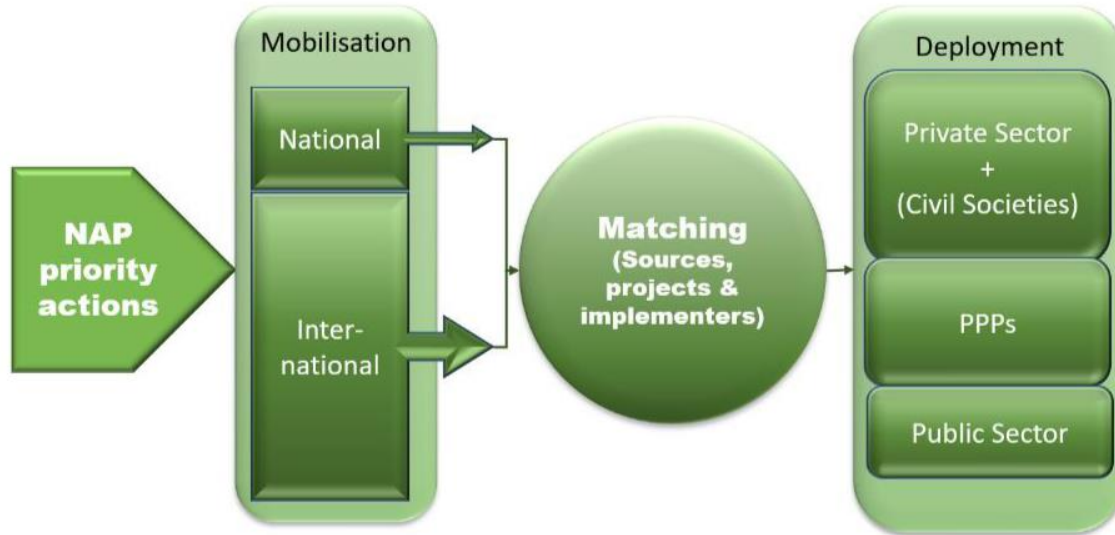 NAP
priority
actions
Mobilisation
National
Inter-
national
Matching
(Sources,
projects &
implementers)
Deployment
Private Sector
+
(Civil Societies)
PPPs
Public Sector